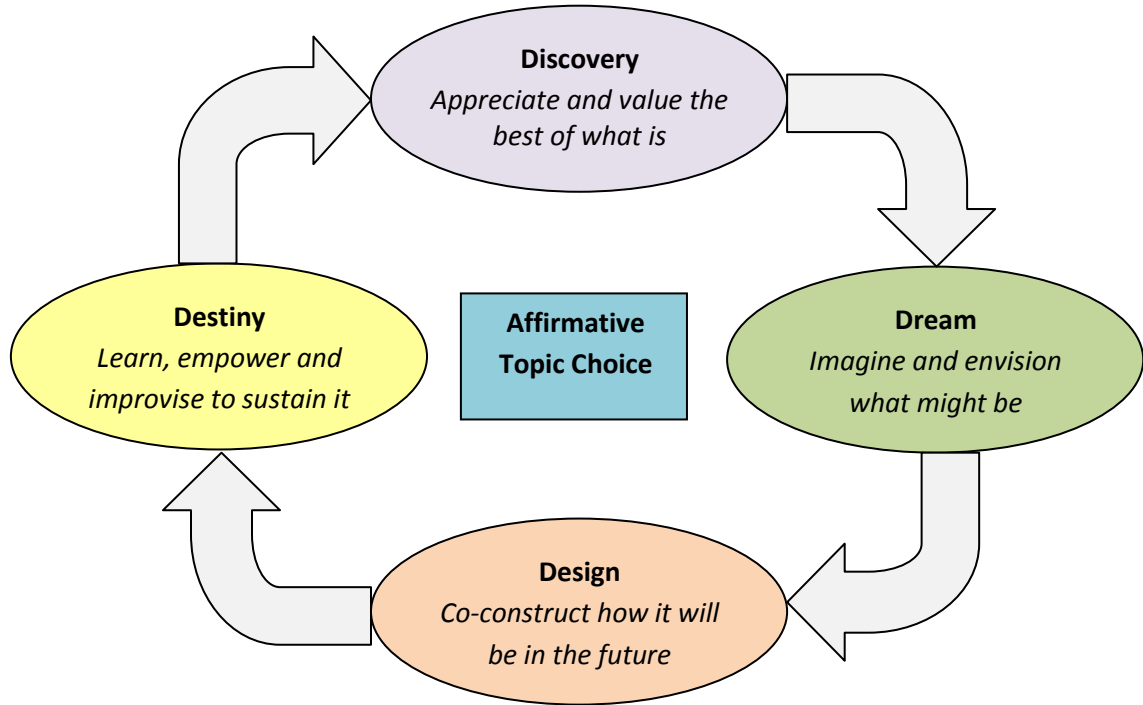 Discovery
Appreciate and value the
best of what is
Destiny
Learn, empower and
improvise to sustain it
Affirmative
Topic Choice
Dream
Imagine and envision
what might be
Design
Co-construct how it will
be in the future